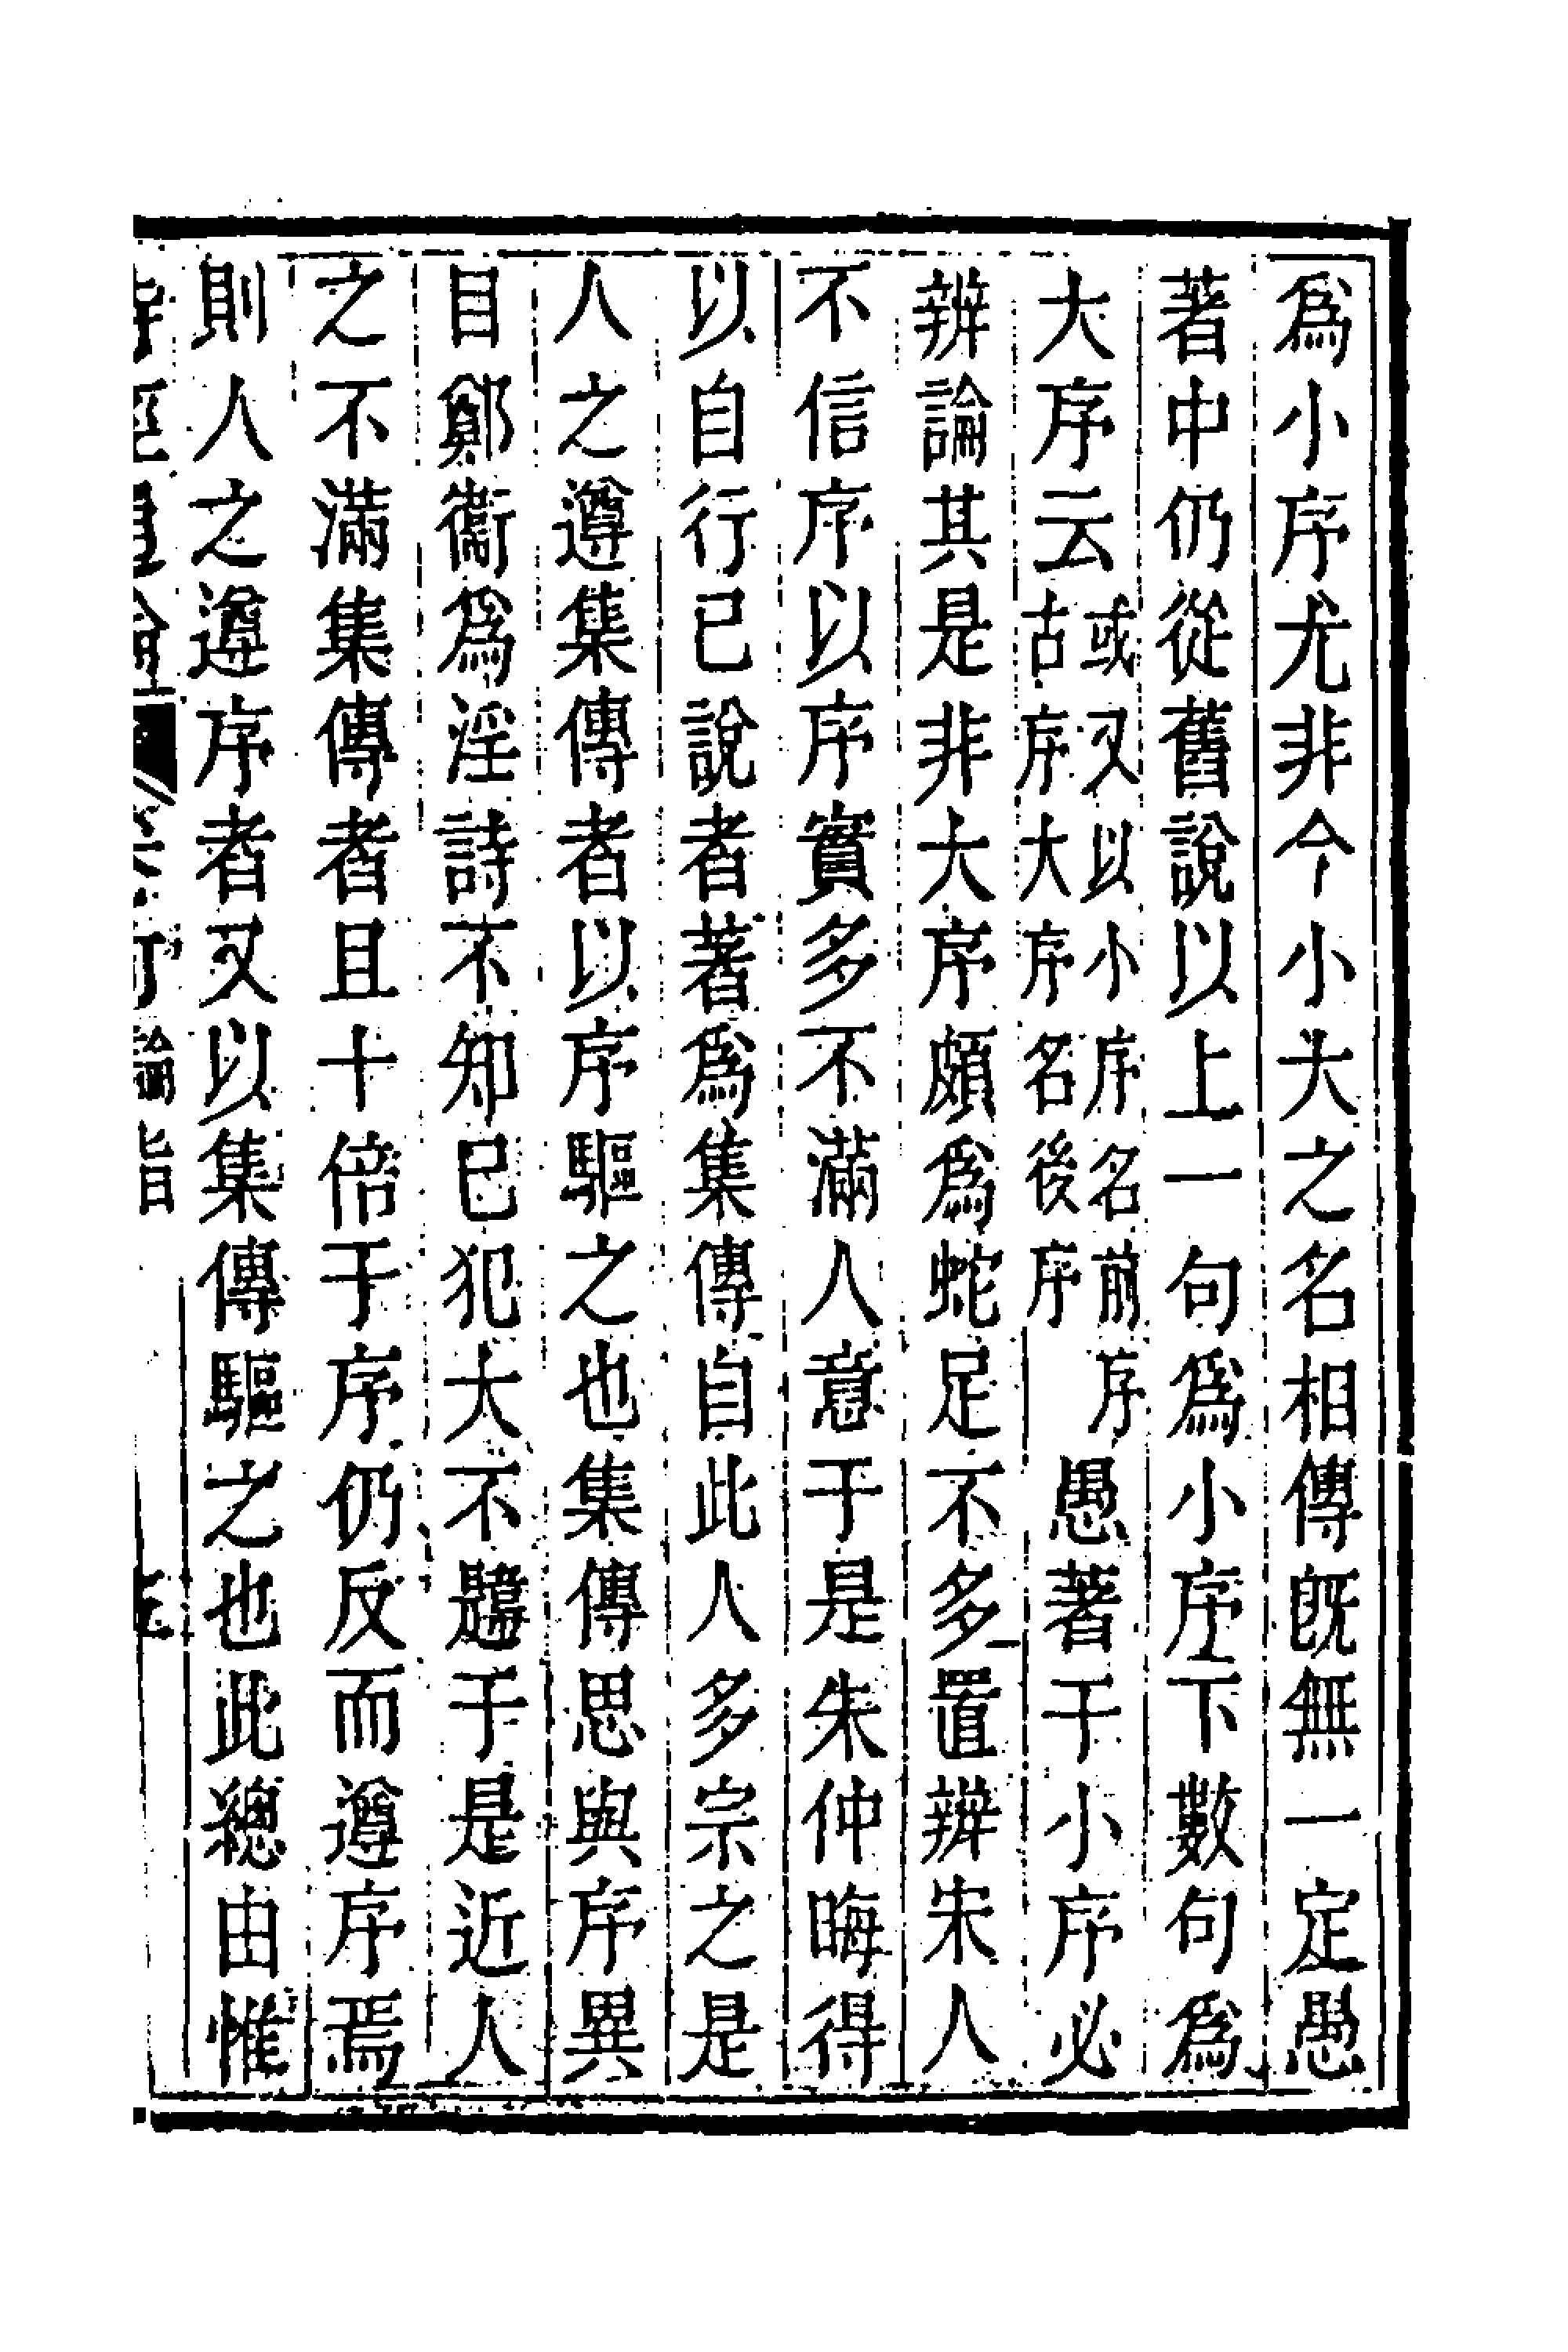 爲小序尤非今小大之名相傳旣無一定愚
著中仍從舊說以上一句爲小序下數句爲
大序云或又以小序名前序古序大序名後序愚著于小序必
辨論其是非大序頗爲蛇足不多置辨宋人
不信序以序實多不滿人意于是朱仲晦得
以自行己說者著爲集傳自此人多宗之是
人之遵集傳者以序驅之也集傳思與序異
目鄭衞爲淫詩不知已犯大不韙于是近人
之不滿集傳者且十倍于序仍反而遵序焉
則人之遵序者又以集傳驅之也此總由惟
詩經通論 卷前 論旨